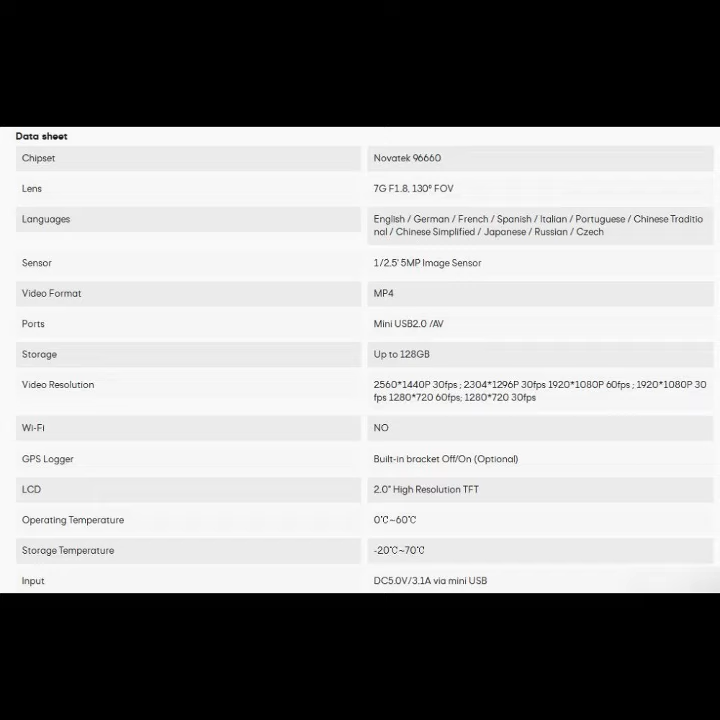 Data sheet
Chipset
Novatek 96660
Lens
7G F1.8, 130° FOV
Languages
English / German / French / Spanish / Italian / Portuguese / Chinese Traditio
nal / Chinese Simplified / Japanese / Russian / Czech
Sensor
1/2.5' 5MP Image Sensor
Video Format
MP4
Ports
Mini USB2.0 /AV
Storage
Up to 128GB
Video Resolution
2560*1440P 30fps ; 2304*1296P 30fps 1920*1080P 60fps ; 1920*1080P 30
fps 1280*720 60fps; 1280*720 30fps
Wi-Fi
NO
GPS Logger
Built-in bracket Off/On (Optional)
LCD
2.0" High Resolution TFT
Operating Temperature
0℃~60℃
Storage Temperature
-20℃~70℃
Input
DC5.0V/3.1A via mini USB